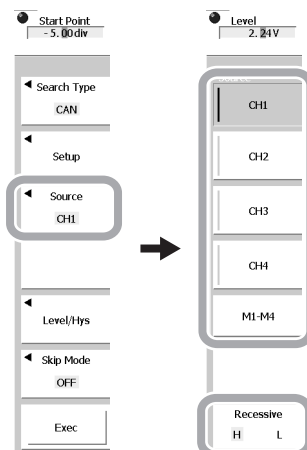 Start Point
- 5. 00div
Search Type
CAN
Setup
Source
CH1
Level/Hys
Skip Mode
OFF
Exec
Level
2. 24V
CH1
CH2
CH3
CH4
M1-M4
Recessive
H L